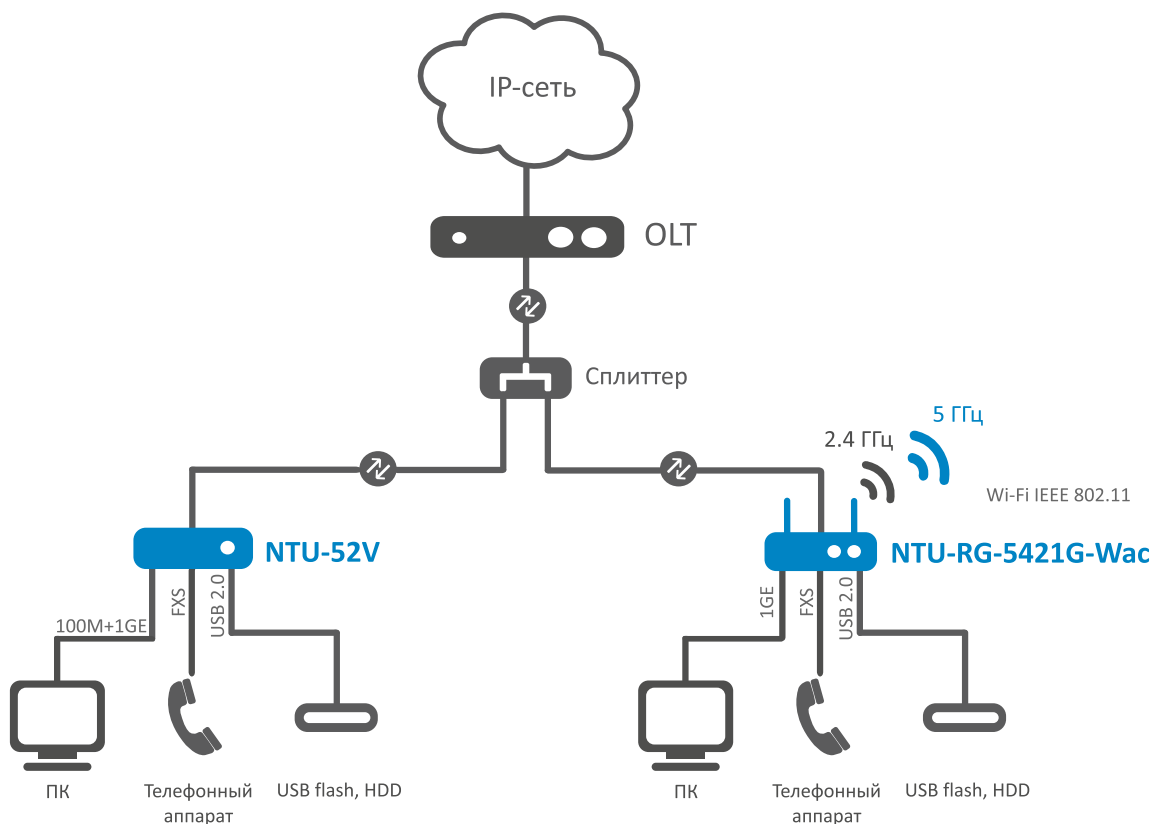 IP-сеть
OLT
Сплиттер
5 ГГц
2.4 ГГц
Wi-Fi IEEE 802.11
NTU-52V
NTU-RG-5421G-Wac
100M+1GE
FXS
USB 2.0
1GE
FXS
USB 2.0
ПК
Телефонный
аппарат
USB flash, HDD
ПК
Телефонный
аппарат
USB flash, HDD